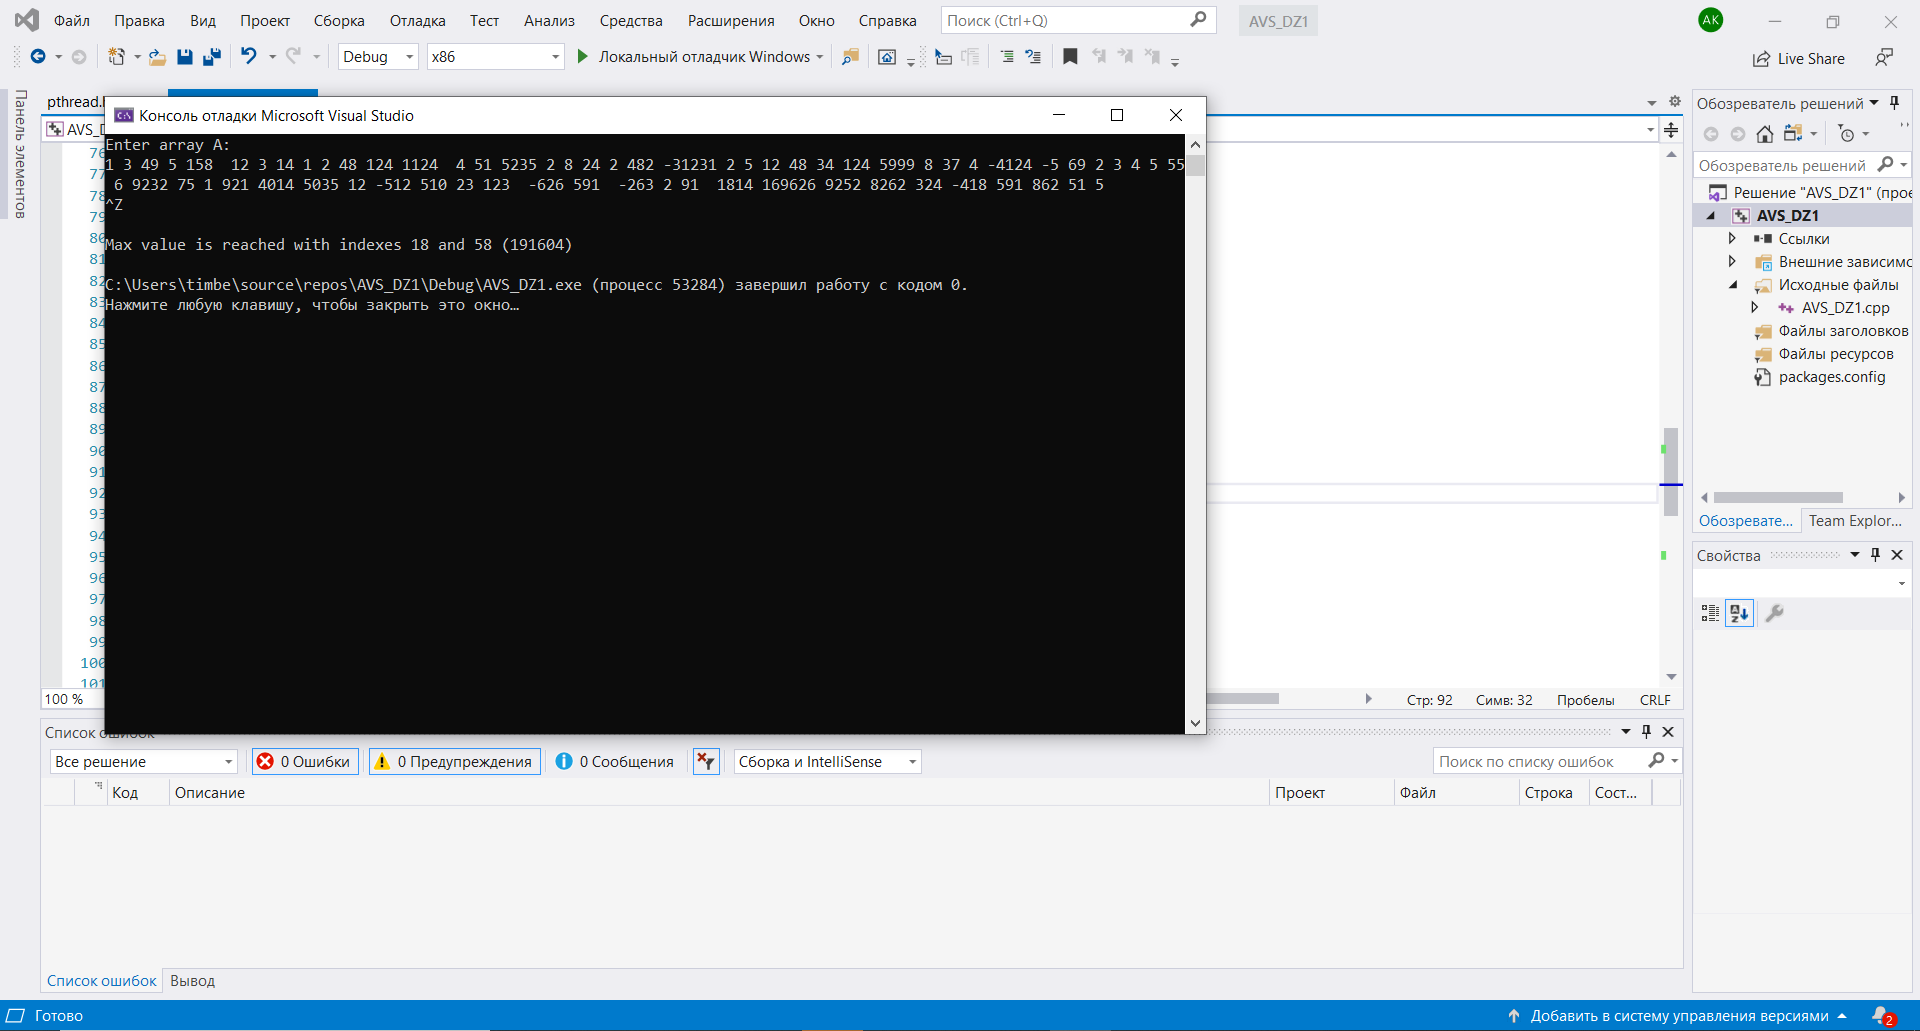 Файл Правка Вид Проект Сборка Отладка Тест Анализ Средства Расширения Окно Справка Поиск (Ctrl+Q) AVS_DZ1 AK
Debug x86 Локальный отладчик Windows Live Share
Панель элементов
pthread.
AVS_D
Консоль отладки Microsoft Visual Studio
Enter array A:
1 3 49 5 158  12 3 14 1 2 48 124 1124  4 51 5235 2 8 24 2 482 -31231 2 5 12 48 34 124 5999 8 37 4 -4124 -5 69 2 3 4 5 55
6 9232 75 1 921 4014 5035 12 -512 510 23 123  -626 591  -263 2 91  1814 169626 9252 8262 324 -418 591 862 51 5
^Z
Max value is reached with indexes 18 and 58 (191604)
C:\Users\timbe\source\repos\AVS_DZ1\Debug\AVS_DZ1.exe (процесс 53284) завершил работу с кодом 0.
Нажмите любую клавишу, чтобы закрыть это окно…
76
77
78
79
80
81
82
83
84
85
86
87
88
89
90
91
92
93
94
95
96
97
98
99
100
101
100 % Стр: 92 Симв: 32 Пробелы CRLF
Обозреватель решений
Обозреватель решений
Решение "AVS_DZ1" (прое
AVS_DZ1
Ссылки
Внешние зависимо
Исходные файлы
AVS_DZ1.cpp
Файлы заголовков
Файлы ресурсов
packages.config
Обозревате... Team Explor...
Свойства
Список ошибок
Все решение 0 Ошибки 0 Предупреждения 0 Сообщения Сборка и IntelliSense Поиск по списку ошибок
Код Описание Проект Файл Строка Сост...
Список ошибок Вывод
Готово Добавить в систему управления версиями 2